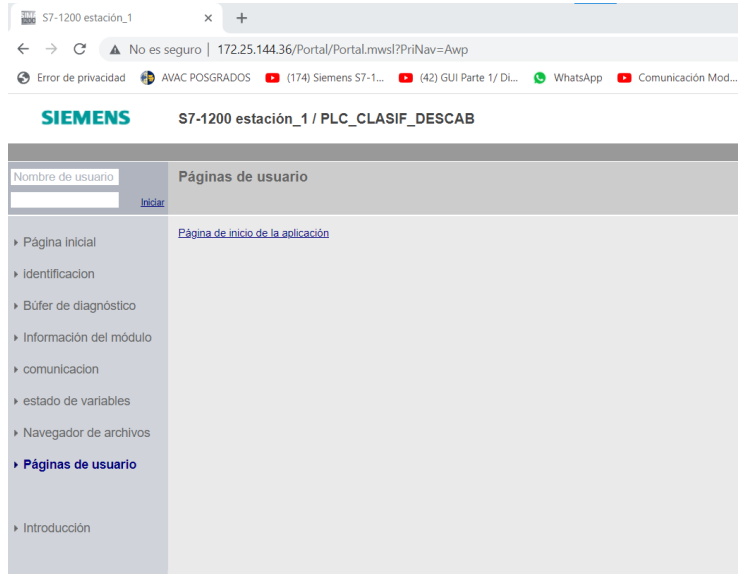 S7-1200 estación_1
No es seguro | 172.25.144.36/Portal/Portal.mwsl?PriNav=Awp
Error de privacidad AVAC POSGRADOS (174) Siemens S7-1... (42) GUI Parte 1/ Di... WhatsApp Comunicación Mod...
SIEMENS S7-1200 estación_1 / PLC_CLASIF_DESCAB
Nombre de usuario Páginas de usuario
Iniciar
Página de inicio de la aplicación
Página inicial
identificacion
Búfer de diagnóstico
Información del módulo
comunicacion
estado de variables
Navegador de archivos
Páginas de usuario
Introducción